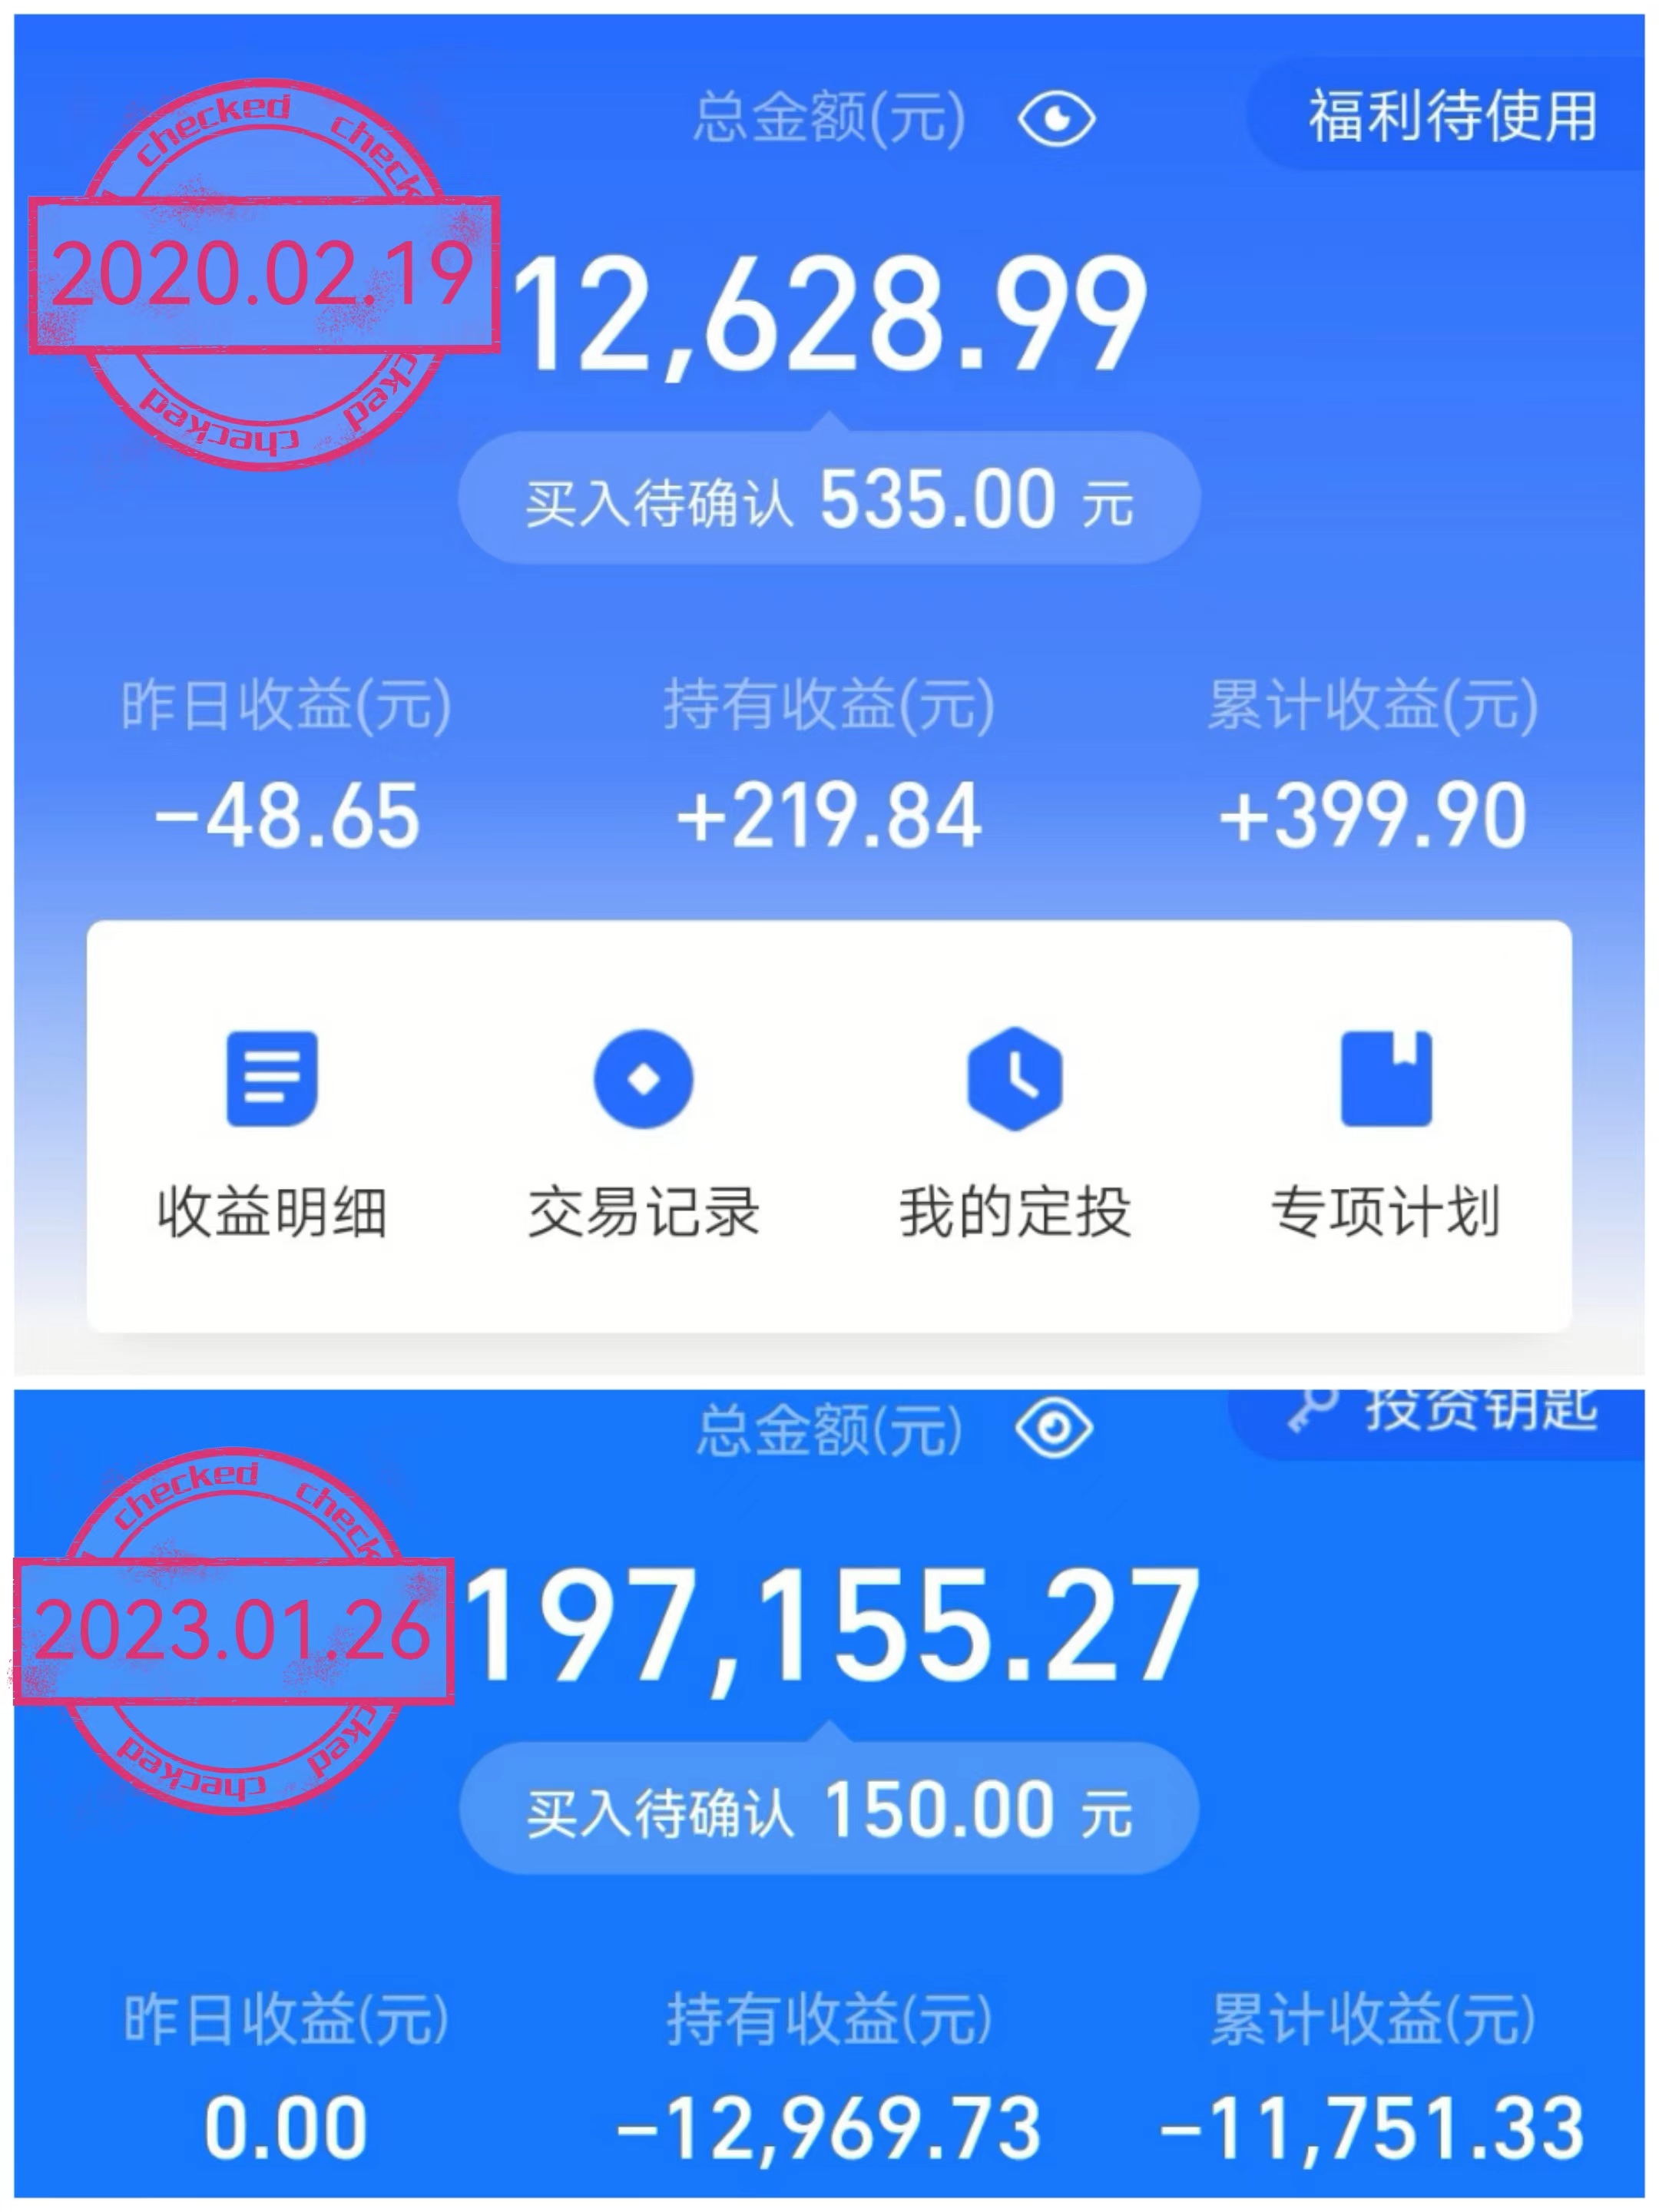 总金额(元)
福利待使用
checked check
2020.02.19
12,628.99
cked checked
买入待确认 535.00 元
昨日收益(元) 持有收益(元) 累计收益(元)
-48.65 +219.84 +399.90
收益明细 交易记录 我的定投 专项计划
总金额(元)
投资钥匙
checked check
2023.01.26
197,155.27
cked checked
买入待确认 150.00 元
昨日收益(元) 持有收益(元) 累计收益(元)
0.00 -12,969.73 -11,751.33